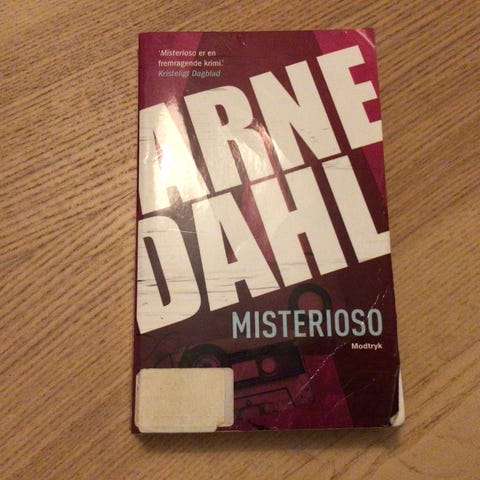 'Misterioso er en
fremragende krimi.'
Kristeligt Dagblad
ARNE
DAHL
MISTERIOSO
Modtryk